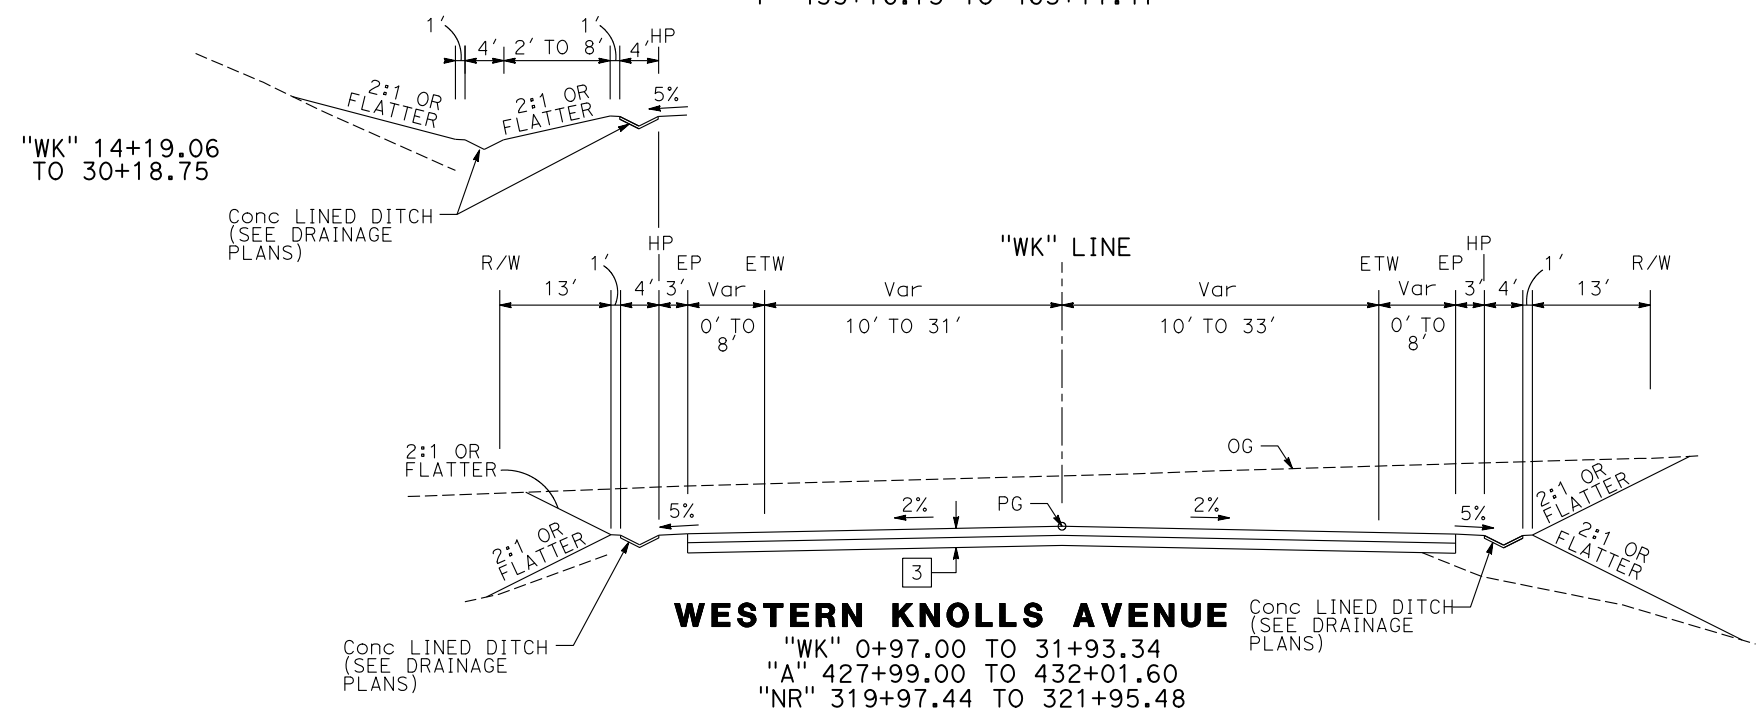 1' 1' HP
4' 2' TO 8' 4'
2:1 OR
FLATTER
2:1 OR
FLATTER
5%
"WK" 14+19.06
TO 30+18.75
Conc LINED DITCH
(SEE DRAINAGE
PLANS)
"WK" LINE
HP HP
R/W 1' EP ETW ETW EP 1' R/W
13' 4' 3' Var Var Var Var 3' 4' 13'
0' TO
8'
10' TO 31'
10' TO 33'
0' TO
8'
2:1 OR
FLATTER
OG
2:1 OR
FLATTER
5% 2% PG 2% 5%
2:1 OR
FLATTER
2:1 OR
FLATTER
3
WESTERN KNOLLS AVENUE
Conc LINED DITCH
(SEE DRAINAGE
PLANS)
Conc LINED DITCH
(SEE DRAINAGE
PLANS)
"WK" 0+97.00 TO 31+93.34
"A" 427+99.00 TO 432+01.60
"NR" 319+97.44 TO 321+95.48